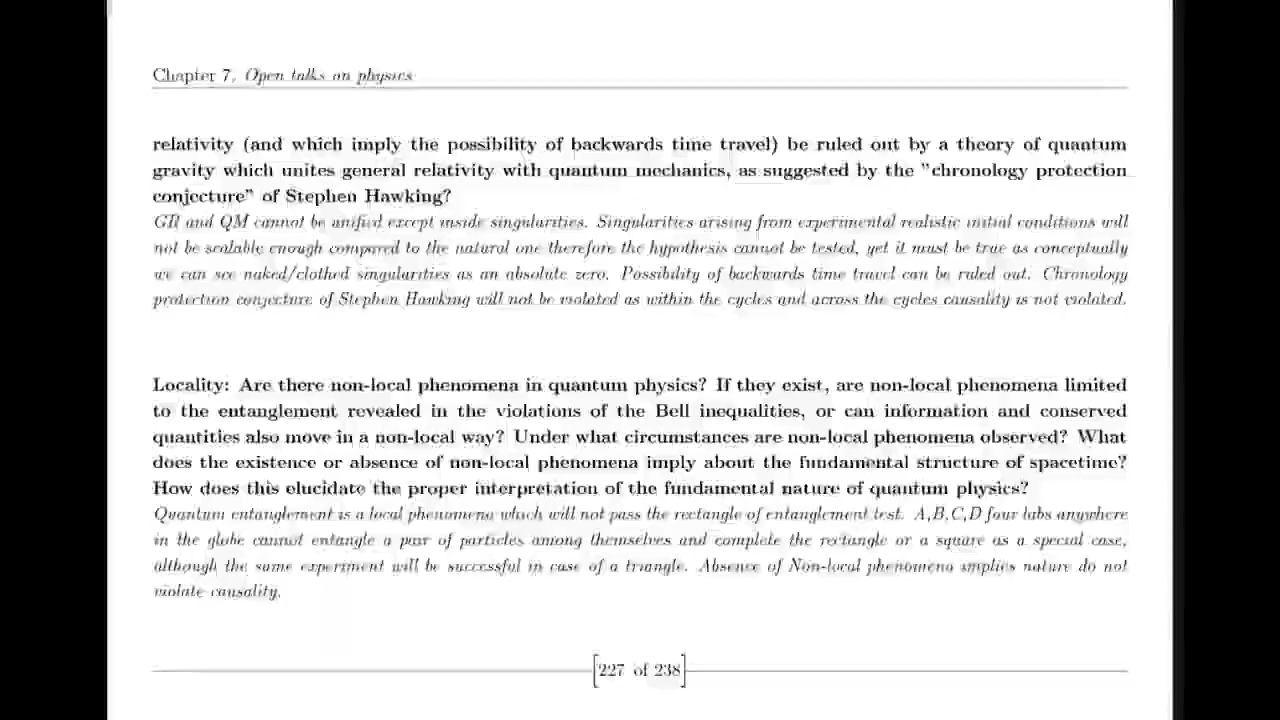 Chapter 7. Open talks on physics
relativity (and which imply the possibility of backwards time travel) be ruled out by a theory of quantum
gravity which unites general relativity with quantum mechanics, as suggested by the "chronology protection
conjecture" of Stephen Hawking?
GR and QM cannot be unified except inside singularities. Singularities arising from experimental realistic initial conditions will
not be scalable enough compared to the natural one therefore the hypothesis cannot be tested, yet it must be true as conceptually
we can see naked/clothed singularities as an absolute zero. Possibility of backwards time travel can be ruled out. Chronology
protection conjecture of Stephen Hawking will not be violated as within the cycles and across the cycles causality is not violated.
Locality: Are there non-local phenomena in quantum physics? If they exist, are non-local phenomena limited
to the entanglement revealed in the violations of the Bell inequalities, or can information and conserved
quantities also move in a non-local way? Under what circumstances are non-local phenomena observed? What
does the existence or absence of non-local phenomena imply about the fundamental structure of spacetime?
How does this elucidate the proper interpretation of the fundamental nature of quantum physics?
Quantum entanglement is a local phenomena which will not pass the rectangle of entanglement test. A,B,C,D four labs anywhere
in the globe cannot entangle a pair of particles among themselves and complete the rectangle or a square as a special case,
although the same experiment will be successful in case of a triangle. Absence of Non-local phenomena implies nature do not
violate causality.
227 of 238